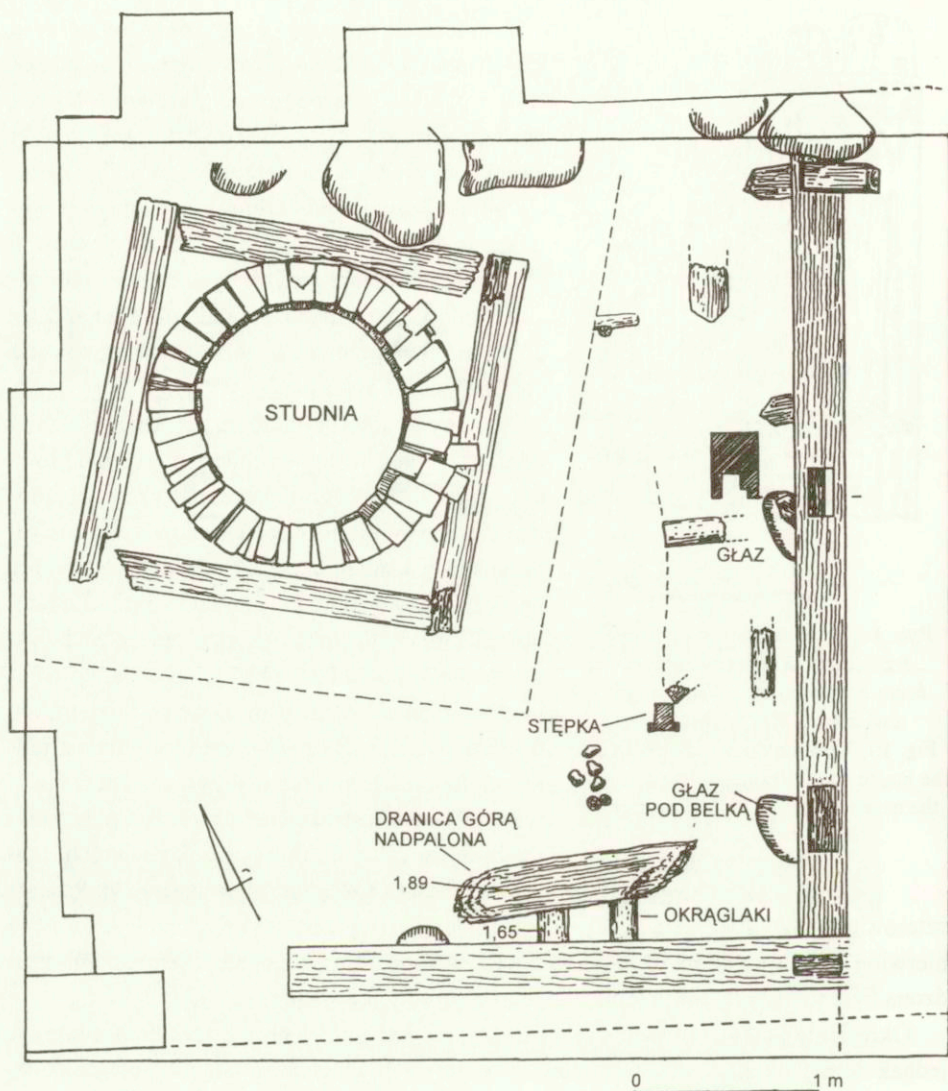 STUDNIA
GŁAZ
STĘPKA
GŁAZ
POD BELKĄ
DRANICA GÓRĄ
NADPALONA
1,89
OKRĄGLAKI
1,65
0 1 m